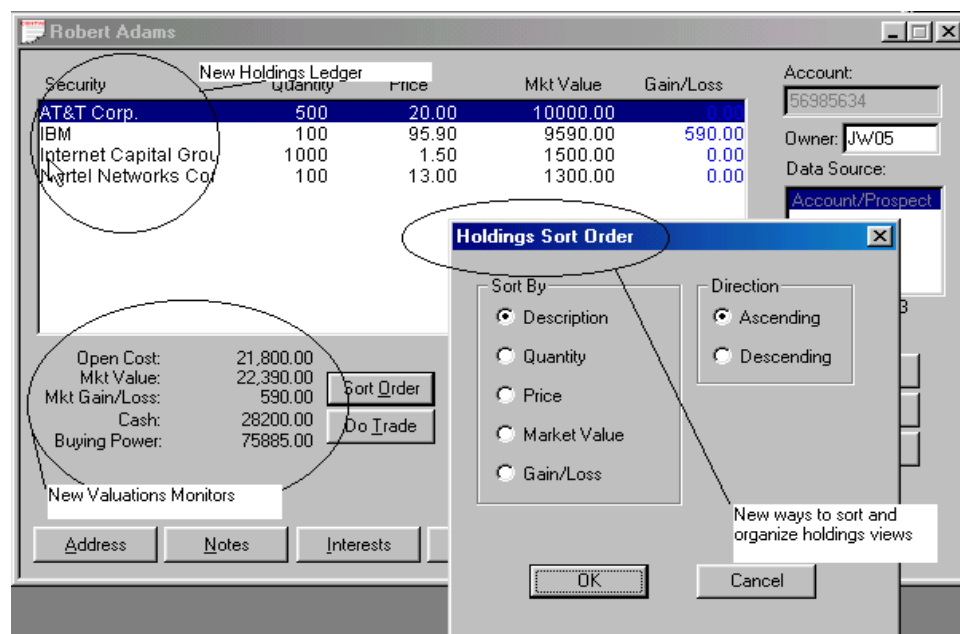 Robert Adams
New Holdings Ledger
Security Quantity Price Mkt Value Gain/Loss
AT&T Corp. 500 20.00 10000.00 0.00
IBM 100 95.90 9590.00 590.00
Internet Capital Grou 1000 1.50 1500.00 0.00
Nortel Networks Cor 100 13.00 1300.00 0.00
Account:
56985634
Owner: JW05
Data Source:
Account/Prospect
3
Holdings Sort Order
Sort By
Description
Quantity
Price
Market Value
Gain/Loss
Direction
Ascending
Descending
Open Cost: 21,800.00
Mkt Value: 22,390.00
Mkt Gain/Loss: 590.00
Cash: 28200.00
Buying Power: 75885.00
Sort Order
Do Trade
New Valuations Monitors
New ways to sort and
organize holdings views
Address Notes Interests
OK Cancel